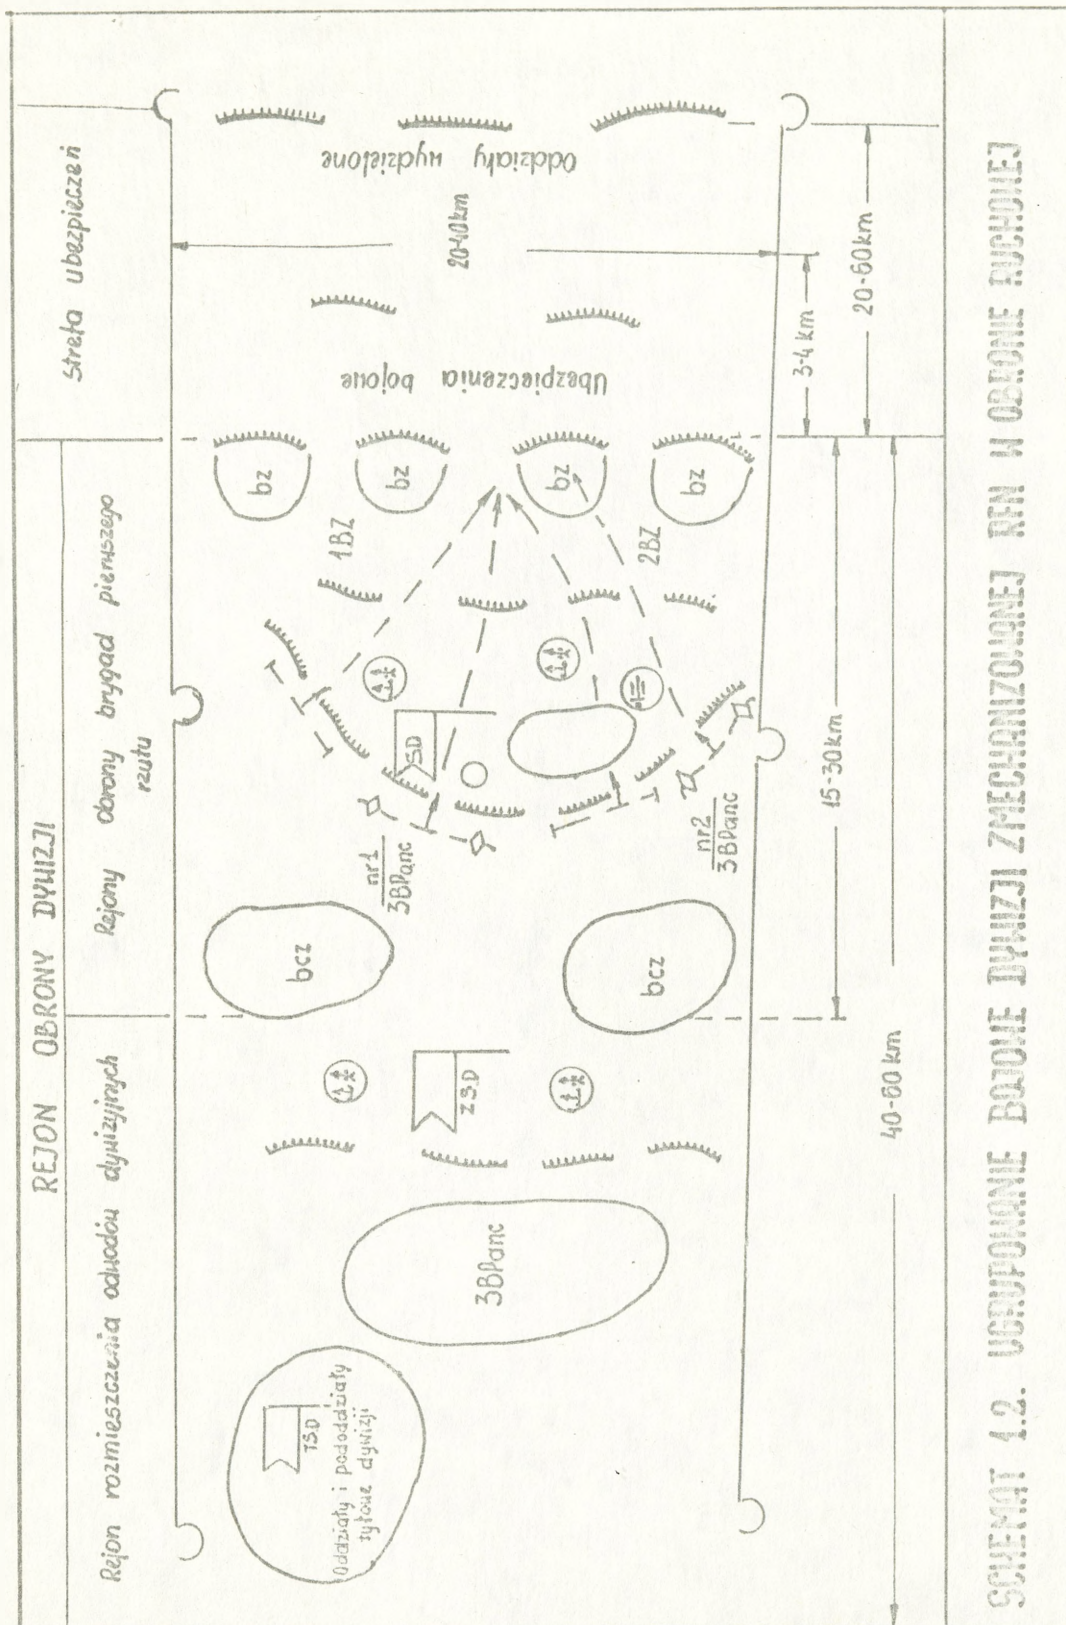 REJON OBRONY DYWIZJI
Rejon rozmieszczenia odwodów dywizyjnych
Rejony obrony brygad pierwszego
rzutu
Strefa ubezpieczeń
Oddziały wydzielone
20-40km
Ubezpieczenia bojowe
bz
bz
bz
bz
1BZ
2BZ
SD
nr1
3BPanc
nr2
3BPanc
bcz
bcz
ZSD
3BPanc
TSD
Oddziały i pododdziały
tyłowe dywizji
3-4 km
20-60km
15-30km
40-60 km
SCHEMAT 1.2. UGRUPOWANIE BOJOWE DYWIZJI ZMECHANIZOWANEJ RFN W OBRONIE RUCHOWEJ